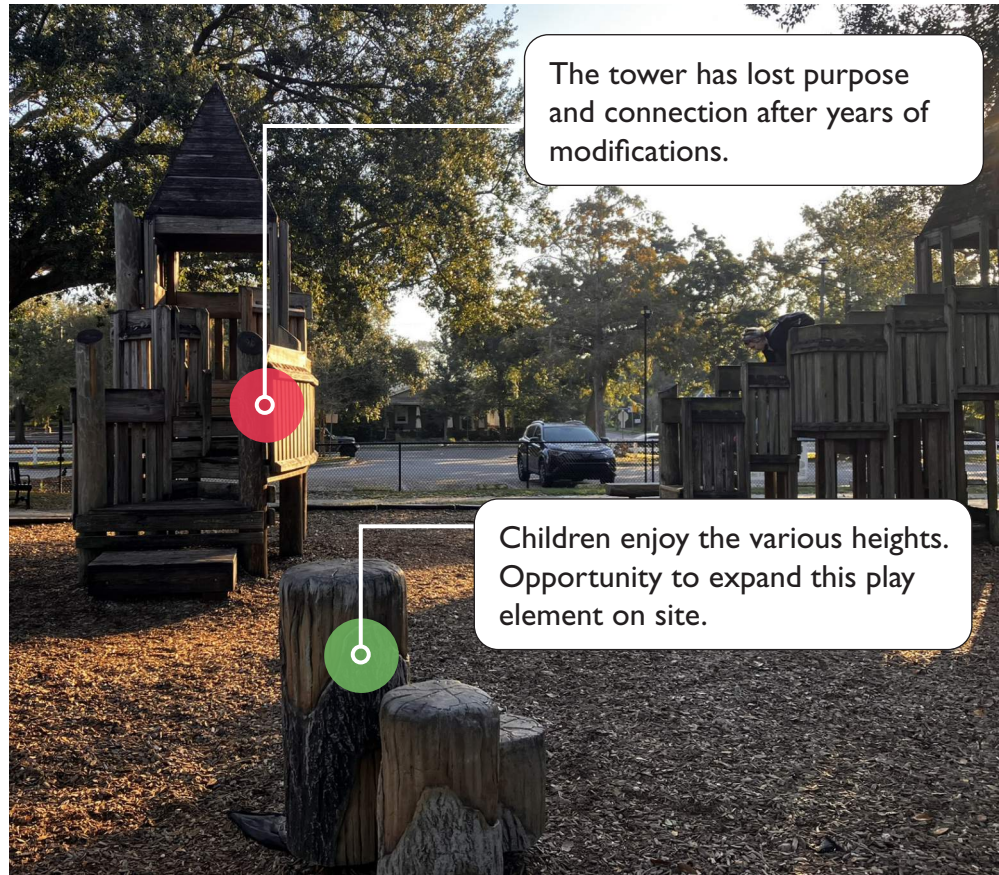 The tower has lost purpose
and connection after years of
modifications.
Children enjoy the various heights.
Opportunity to expand this play
element on site.